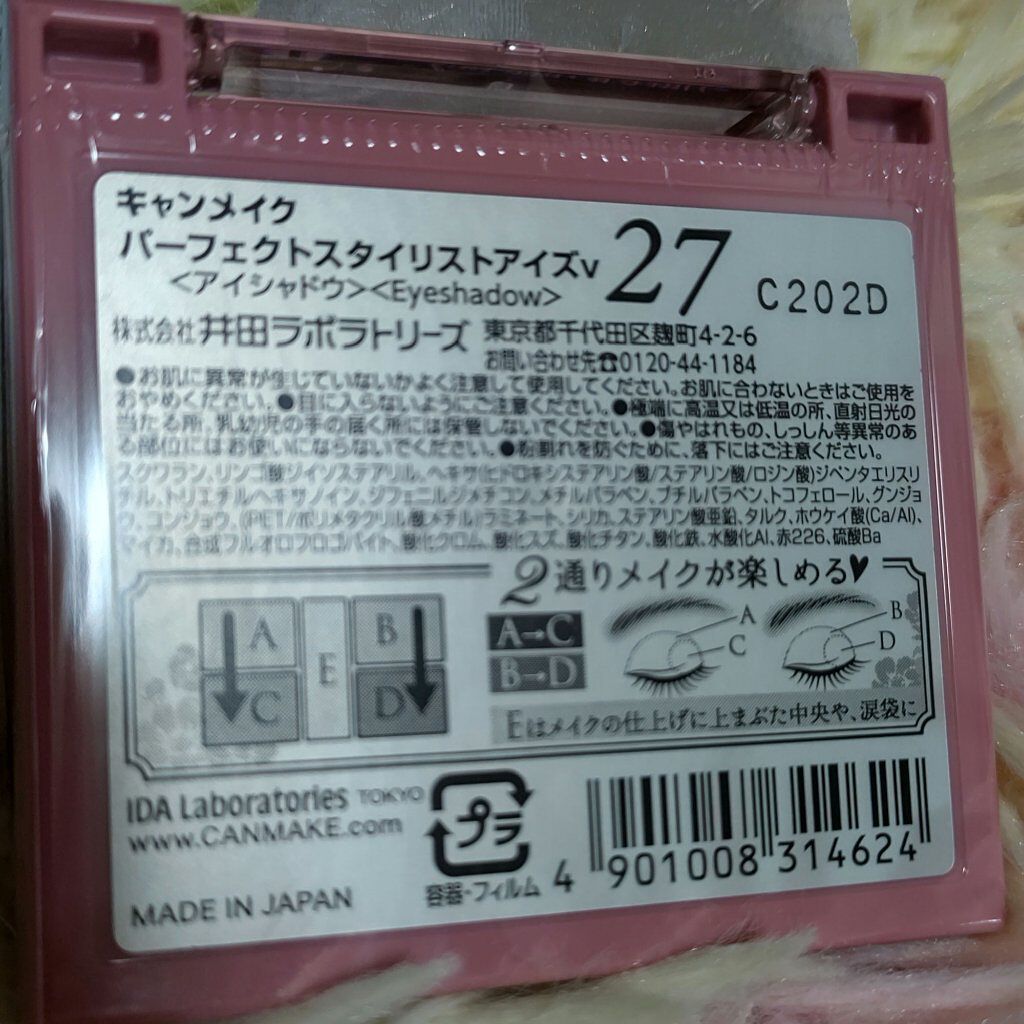 キャンメイク
パーフェクトスタイリストアイズv 27 C202D
<アイシャドウ><Eyeshadow>
株式会社 井田ラボラトリーズ 東京都千代田区麹町4-2-6
お問い合わせ先☎0120-44-1184
●お肌に異常が生じていないかよく注意して使用してください。お肌に合わないときはご使用を
おやめください。●目に入らないようにご注意ください。●極端に高温又は低温の所、直射日光の
当たる所、乳幼児の手の届く所には保管しないでください。●傷やはれもの、しっしん等異常のあ
る部位にはお使いにならないでください。●粉割れを防ぐために、落下にはご注意ください。
スクワラン、リンゴ酸ジイソステアリル、ヘキサ(ヒドロキシステアリン酸/ステアリン酸/ロジン酸)ジペンタエリスリ
チル、トリエチルヘキサノイン、ジフェニルジメチコン、メチルパラベン、ブチルパラベン、トコフェロール、グンジョ
ウ、コンジョウ、(PET/ポリメタクリル酸メチル)ラミネート、シリカ、ステアリン酸亜鉛、タルク、ホウケイ酸(Ca/Al)、
マイカ、合成フルオロフロゴパイト、酸化クロム、酸化スズ、酸化チタン、酸化鉄、水酸化Al、赤226、硫酸Ba
2通りメイクが楽しめる♥
A B
E
C D
A→C
B→D
A
C
B
D
Eはメイクの仕上げに上まぶた中央や、涙袋に
IDA Laboratories TOKYO
www.CANMAKE.com
MADE IN JAPAN
プラ
容器・フィルム
4 901008 314624